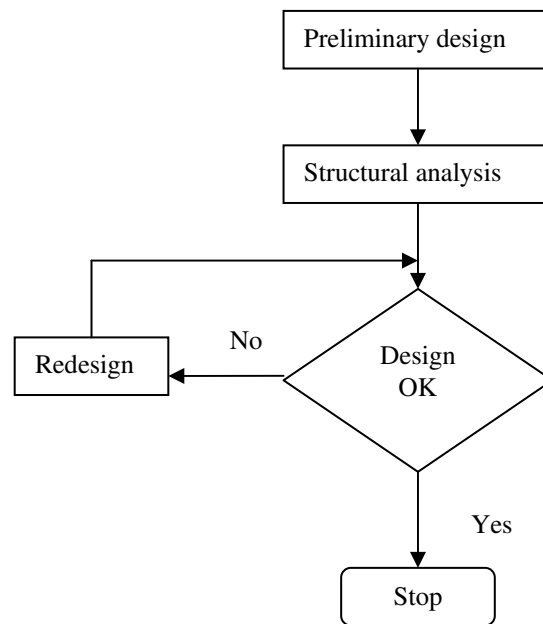 Preliminary design
Structural analysis
No
Redesign
Design
OK
Yes
Stop